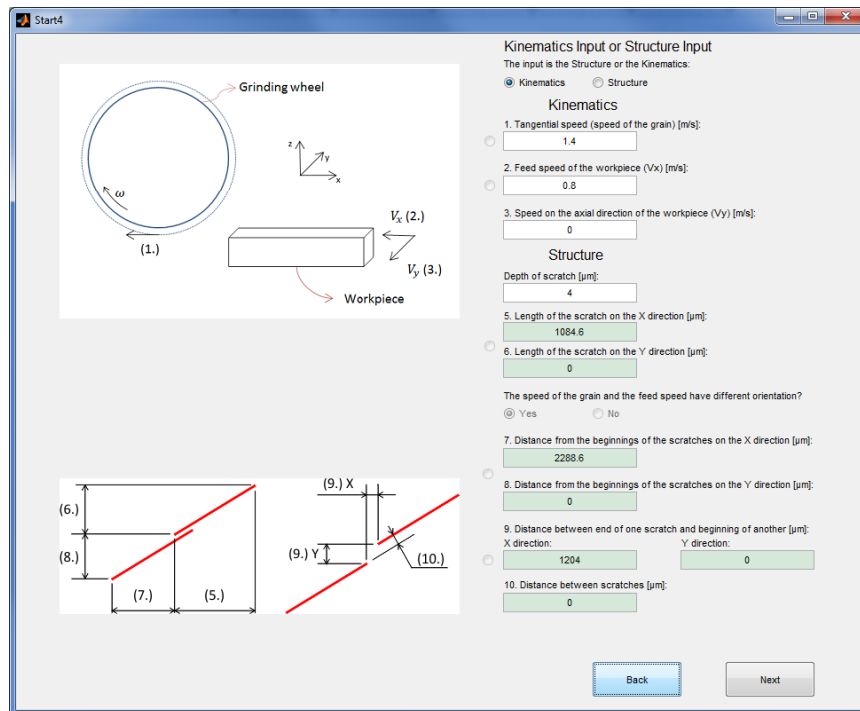 Start4
Grinding wheel
ω
(1.)
z
y
x
Vx (2.)
Vy (3.)
Workpiece
(6.)
(8.)
(7.)
(5.)
(9.) X
(9.) Y
(10.)
Kinematics Input or Structure Input
The input is the Structure or the Kinematics:
Kinematics Structure
Kinematics
1. Tangential speed (speed of the grain) [m/s]:
1.4
2. Feed speed of the workpiece (Vx) [m/s]:
0.8
3. Speed on the axial direction of the workpiece (Vy) [m/s]:
0
Structure
Depth of scratch [µm]:
4
5. Length of the scratch on the X direction [µm]:
1084.6
6. Length of the scratch on the Y direction [µm]:
0
The speed of the grain and the feed speed have different orientation?
Yes No
7. Distance from the beginnings of the scratches on the X direction [µm]:
2288.6
8. Distance from the beginnings of the scratches on the Y direction [µm]:
0
9. Distance between end of one scratch and beginning of another [µm]:
X direction: Y direction:
1204 0
10. Distance between scratches [µm]:
0
Back Next